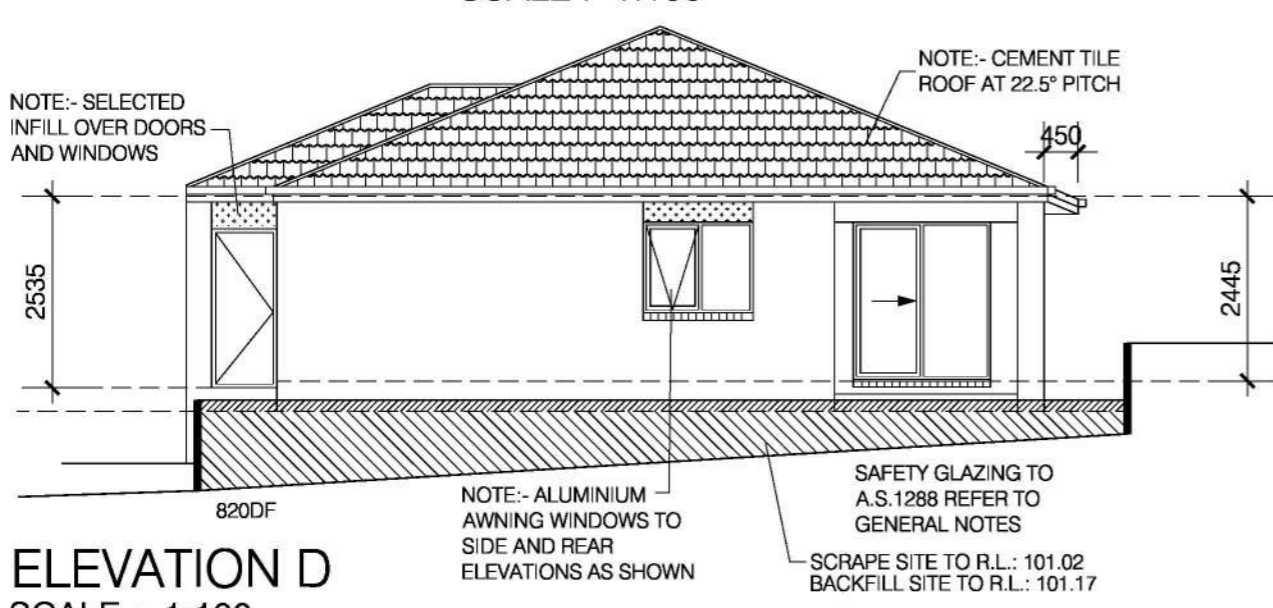 NOTE:- CEMENT TILE
ROOF AT 22.5° PITCH
NOTE:- SELECTED
INFILL OVER DOORS
AND WINDOWS
450
2535
2445
820DF
NOTE:- ALUMINIUM
AWNING WINDOWS TO
SIDE AND REAR
ELEVATIONS AS SHOWN
SAFETY GLAZING TO
A.S.1288 REFER TO
GENERAL NOTES
SCRAPE SITE TO R.L.: 101.02
BACKFILL SITE TO R.L.: 101.17
ELEVATION D